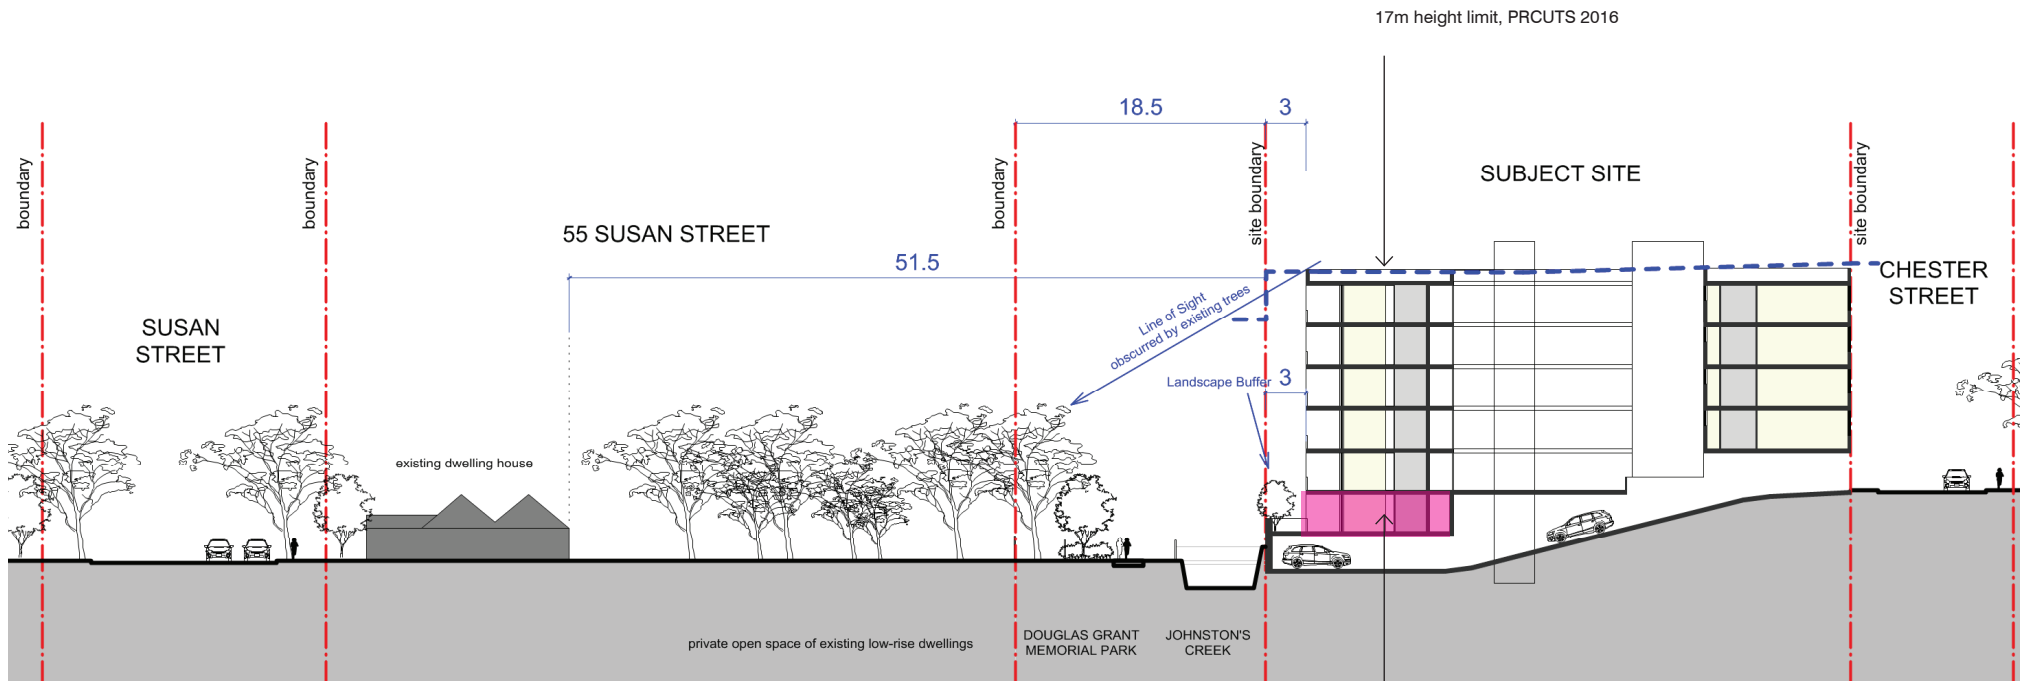 17m height limit, PRCUTS 2016
18.5
3
boundary
boundary
boundary
site boundary
site boundary
SUBJECT SITE
55 SUSAN STREET
51.5
CHESTER
STREET
Line of Sight
obscurred by existing trees
SUSAN
STREET
Landscape Buffer
3
existing dwelling house
private open space of existing low-rise dwellings
DOUGLAS GRANT
MEMORIAL PARK
JOHNSTON'S
CREEK